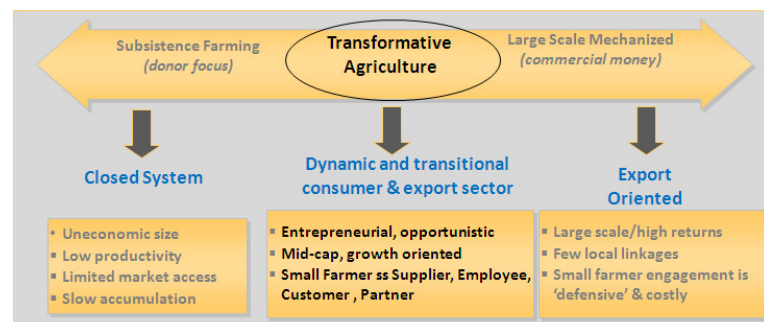 Subsistence Farming
(donor focus)
Transformative
Agriculture
Large Scale Mechanized
(commercial money)
Closed System
Dynamic and transitional
consumer & export sector
Export
Oriented
▪ Uneconomic size
▪ Low productivity
▪ Limited market access
▪ Slow accumulation
▪ Entrepreneurial, opportunistic
▪ Mid-cap, growth oriented
▪ Small Farmer ss Supplier, Employee,
Customer , Partner
▪ Large scale/high returns
▪ Few local linkages
▪ Small farmer engagement is
‘defensive’ & costly